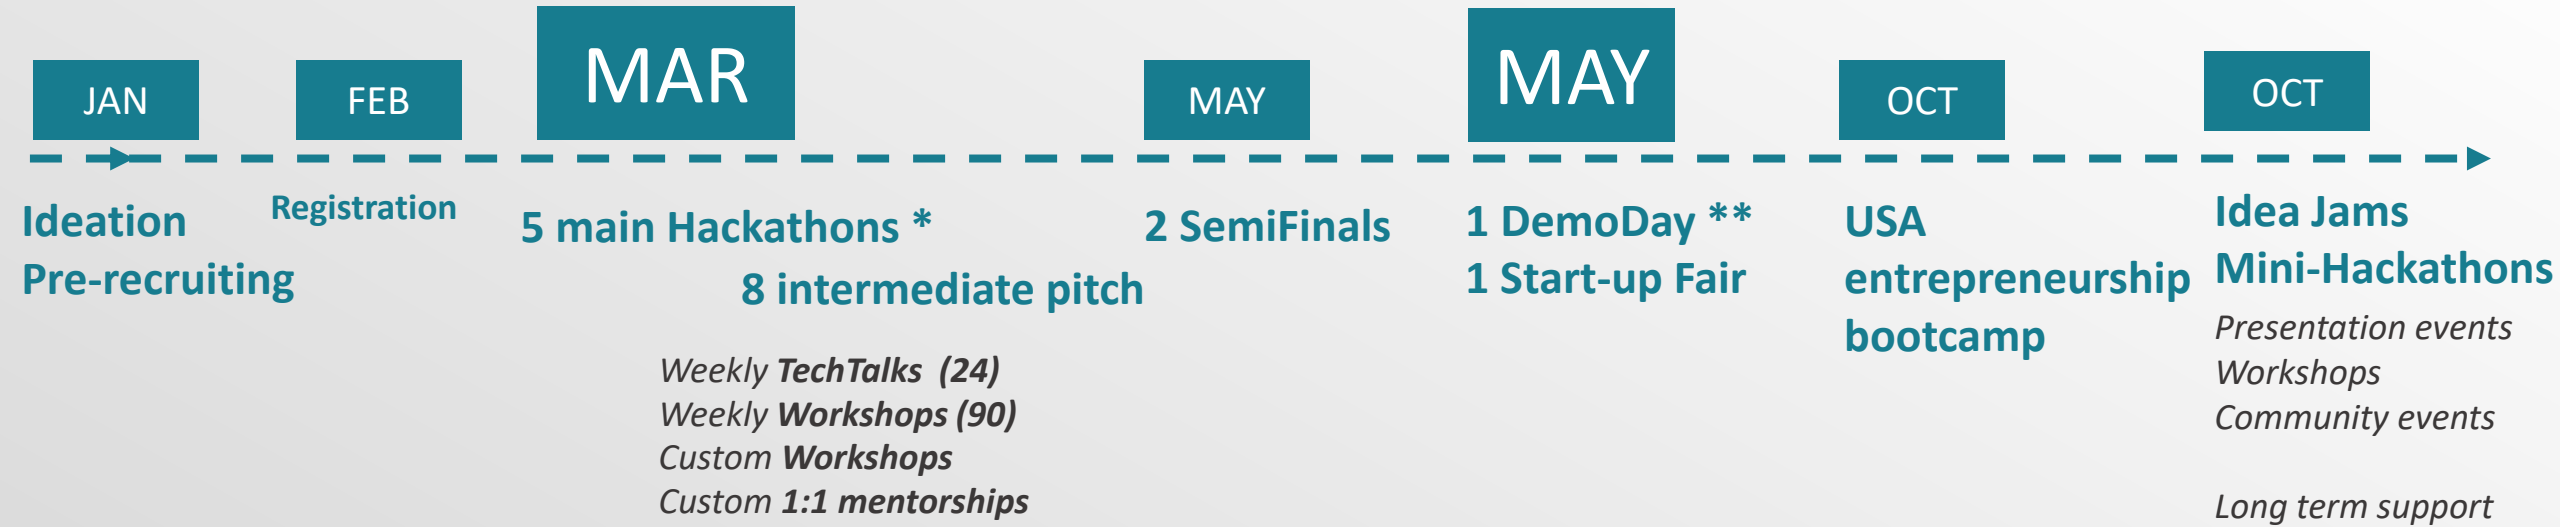 JAN
FEB
MAR
MAY
MAY
OCT
OCT
Ideation
Pre-recruiting
Registration
5 main Hackathons *
8 intermediate pitch
Weekly TechTalks (24)
Weekly Workshops (90)
Custom Workshops
Custom 1:1 mentorships
2 SemiFinals
1 DemoDay **
1 Start-up Fair
USA
entrepreneurship
bootcamp
Idea Jams
Mini-Hackathons
Presentation events
Workshops
Community events
Long term support